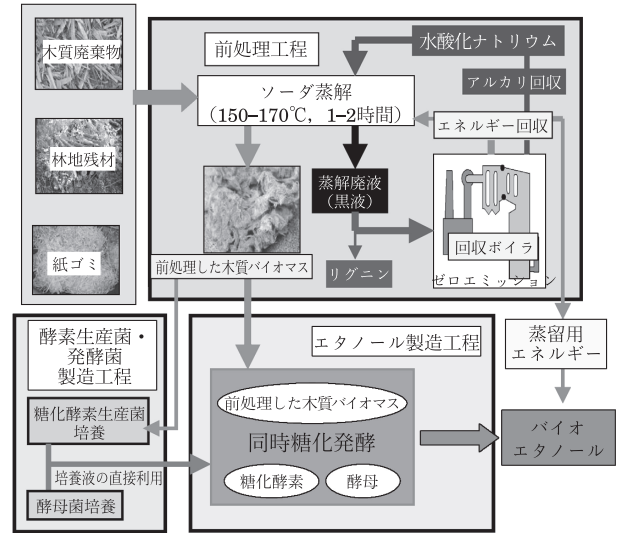 木質廃棄物
林地残材
紙ゴミ
前処理工程
水酸化ナトリウム
ソーダ蒸解
（150–170℃，1–2時間）
アルカリ回収
エネルギー回収
蒸解廃液
（黒液）
回収ボイラ
ゼロエミッション
リグニン
前処理した木質バイオマス
酵素生産菌・
発酵菌
製造工程
糖化酵素生産菌
培養
培養液の直接利用
酵母菌培養
エタノール製造工程
前処理した木質バイオマス
同時糖化発酵
糖化酵素
酵母
蒸留用
エネルギー
バイオ
エタノール